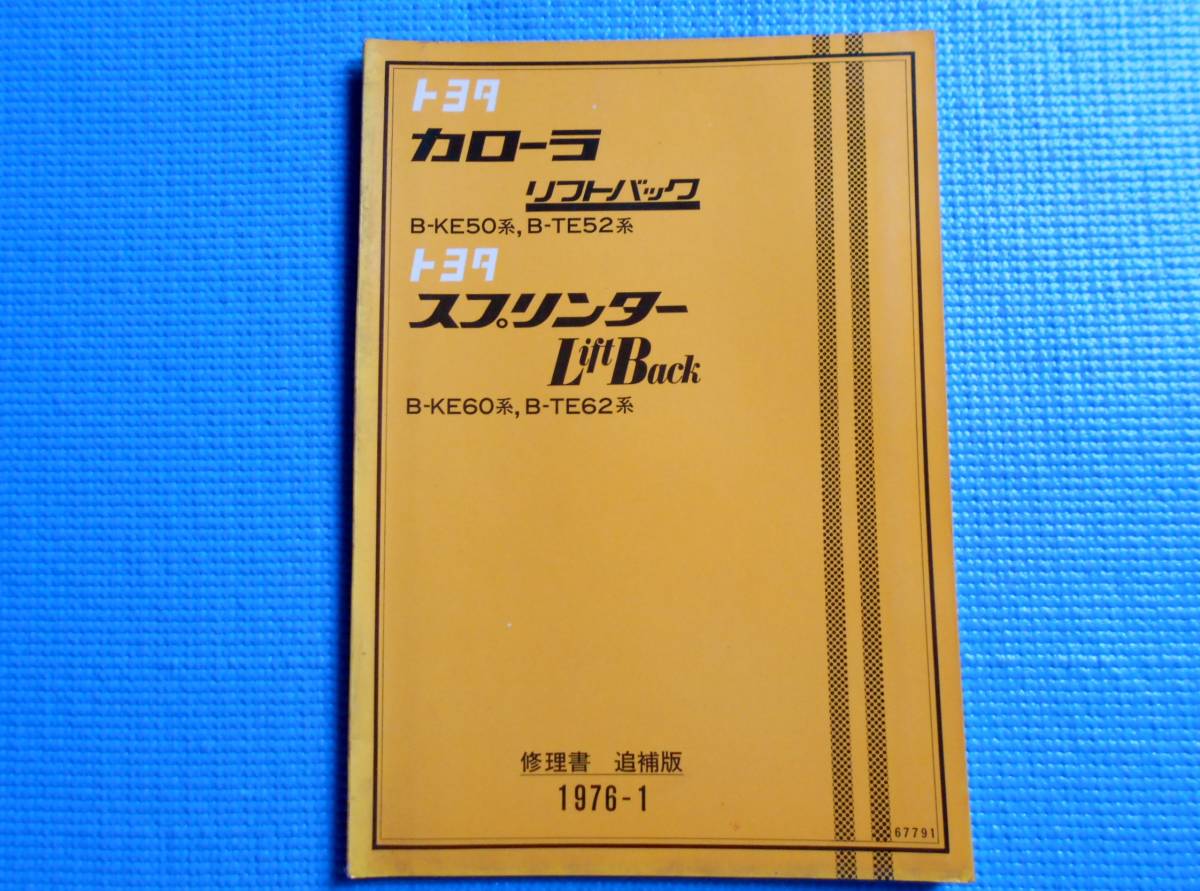 トヨタ
カローラ
リフトバック
B-KE50系, B-TE52系
トヨタ
スプリンター
LiftBack
B-KE60系, B-TE62系
修理書 追補版
1976-1
67791